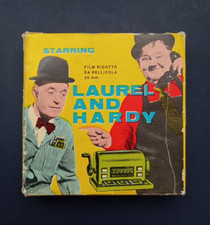 STARRING
FILM RIDOTTO
DA PELLICOLA
35 mm
LAUREL
AND
HARDY